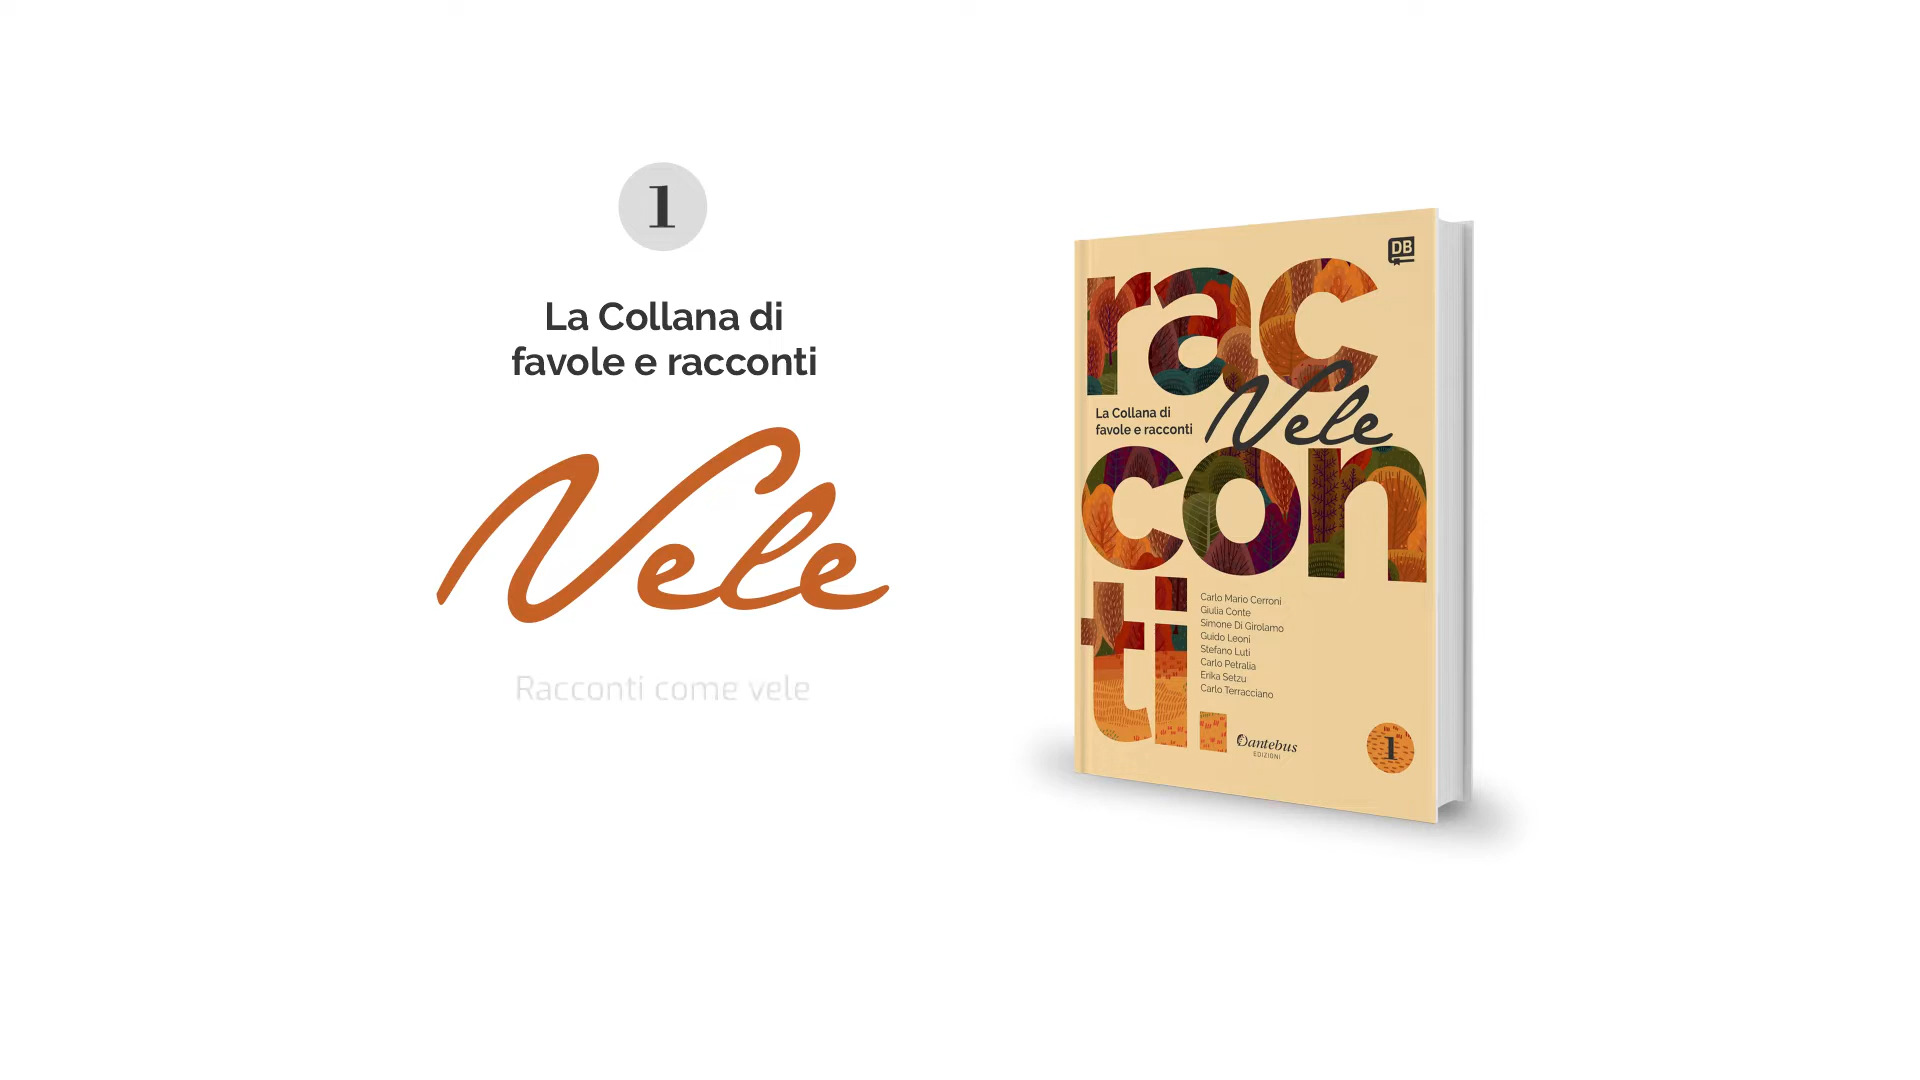 1
La Collana di
favole e racconti
Vele
Racconti come vele
DB
rac
La Collana di
favole e racconti
Vele
con
ti.
Carlo Mario Cerroni
Giulia Conte
Simone Di Girolamo
Guido Leoni
Stefano Luti
Carlo Petralia
Erika Setzu
Carlo Terracciano
Dantebus
EDIZIONI
1